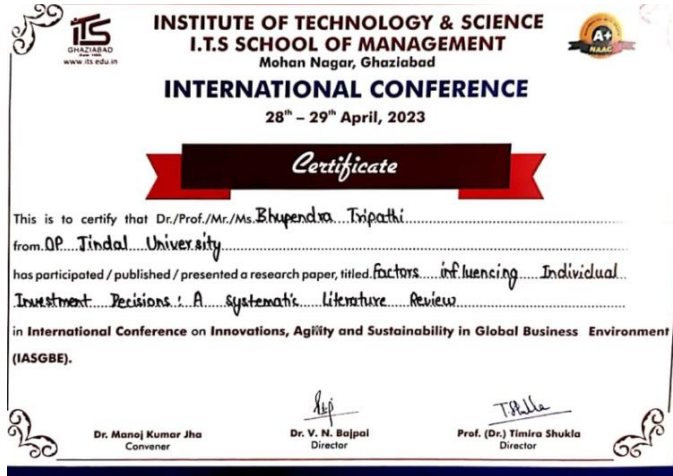 iTS
GHAZIABAD
www.its.edu.in
INSTITUTE OF TECHNOLOGY & SCIENCE
I.T.S SCHOOL OF MANAGEMENT
Mohan Nagar, Ghaziabad
A+
NAAC
INTERNATIONAL CONFERENCE
28th – 29th April, 2023
Certificate
This is to certify that Dr./Prof./Mr./Ms. Bhupendra Tripathi
from OP Jindal University
has participated / published / presented a research paper, titled Factors influencing Individual
Investment Decisions: A systematic Literature Review
in International Conference on Innovations, Agility and Sustainability in Global Business Environment
(IASGBE).
T.Shukla
Dr. Manoj Kumar Jha
Convener
Dr. V. N. Bajpai
Director
Prof. (Dr.) Timira Shukla
Director